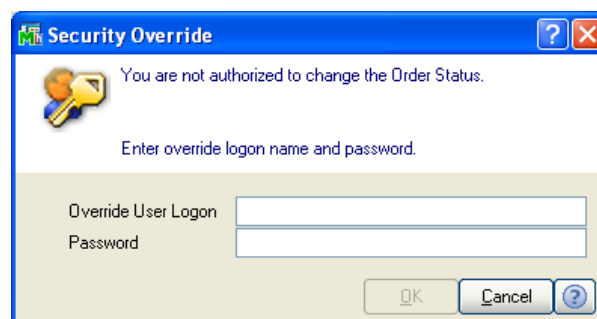 Security Override
You are not authorized to change the Order Status.
Enter override logon name and password.
Override User Logon
Password
OK Cancel